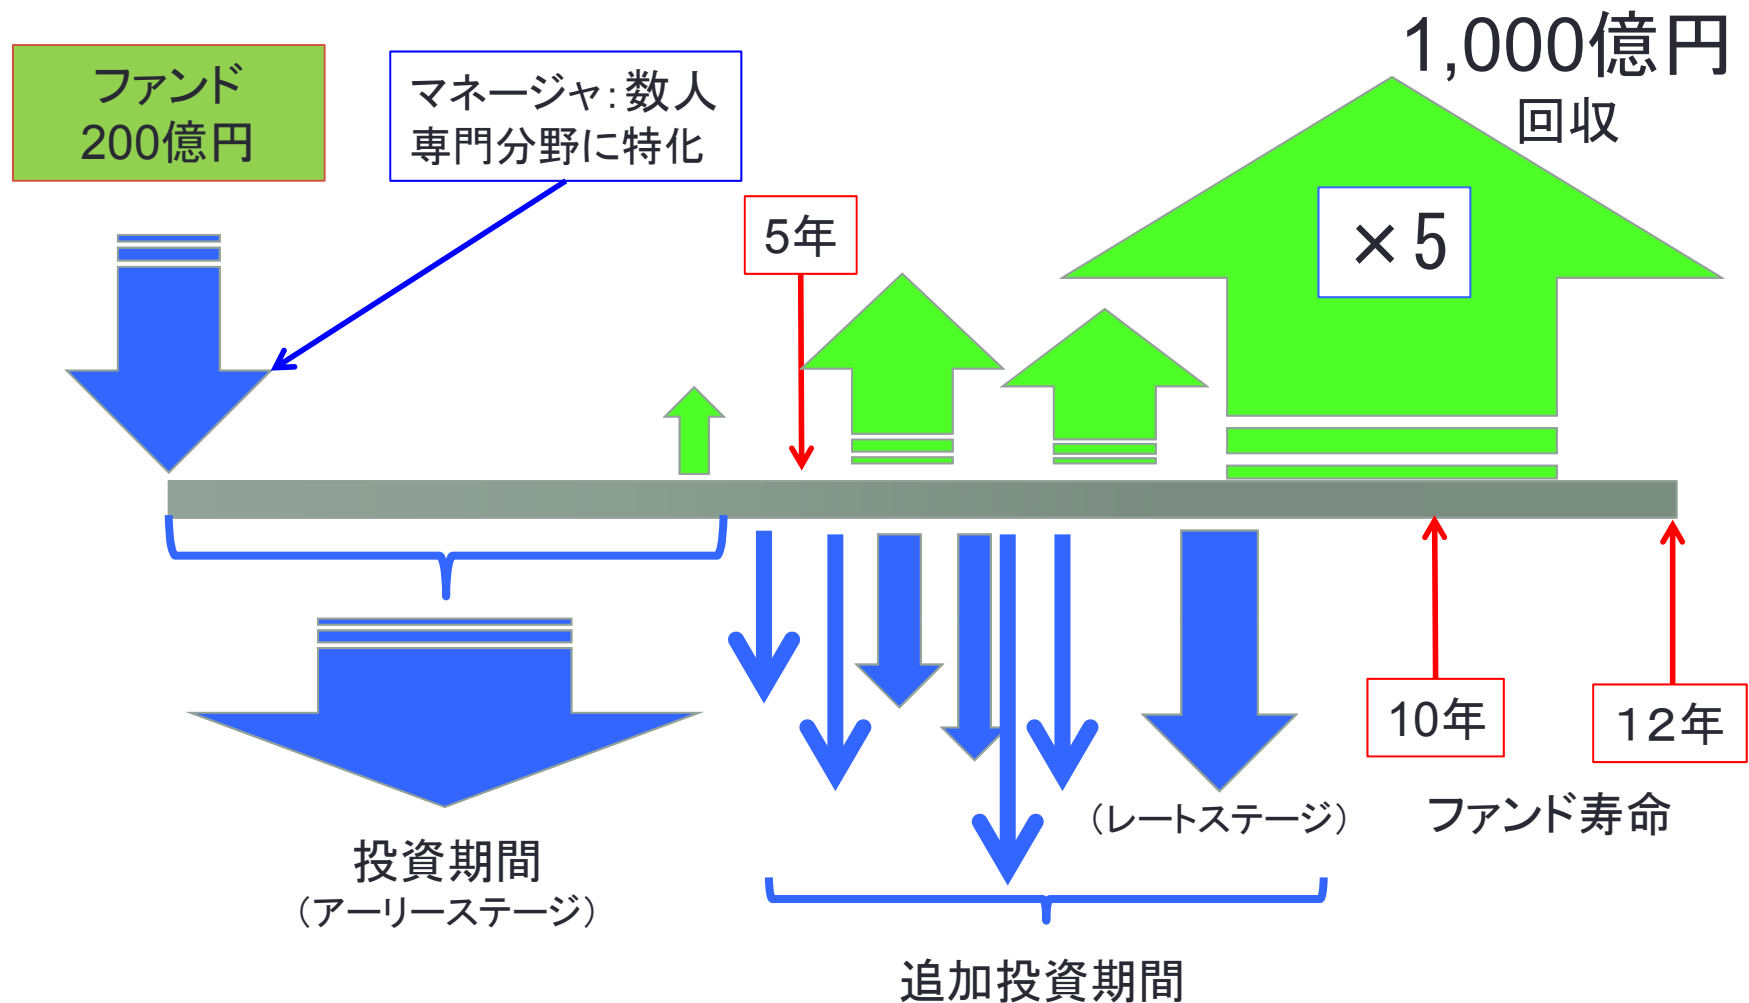 ファンド
200億円
マネージャ：数人
専門分野に特化
1,000億円
回収
×5
5年
10年
１２年
ファンド寿命
（レートステージ）
投資期間
（アーリーステージ）
追加投資期間